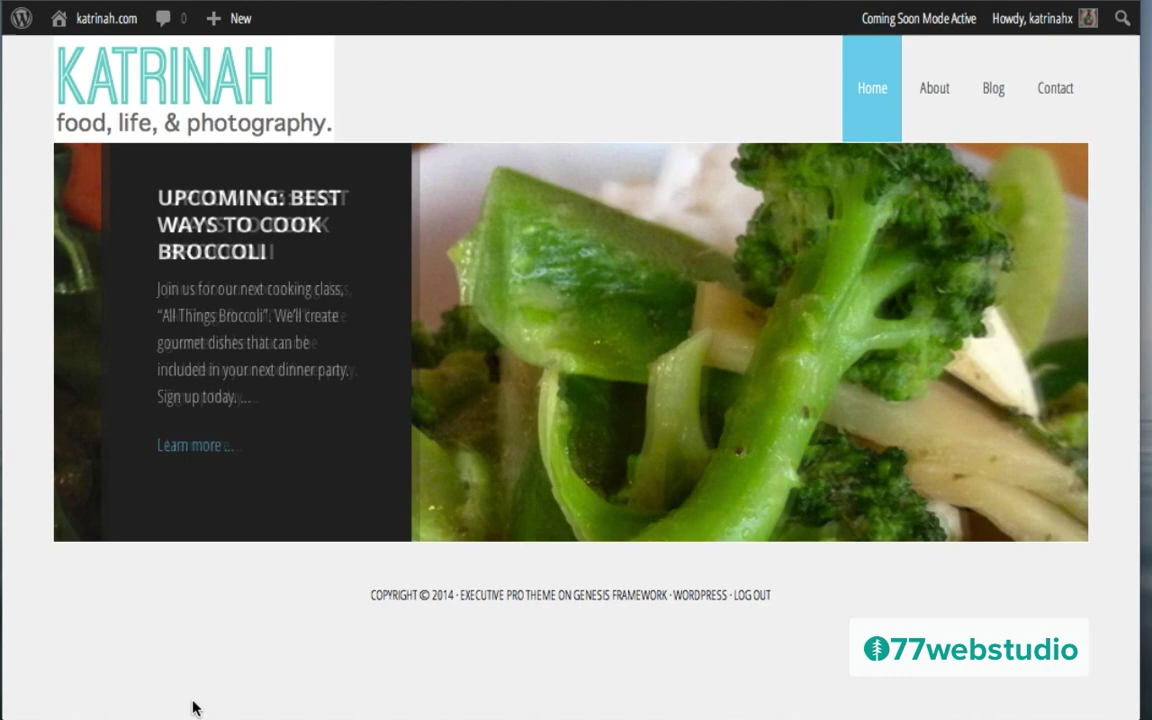 katrinah.com 0 New Coming Soon Mode Active Howdy, katrinahx
KATRINAH
food, life, & photography.
Home About Blog Contact
UPCOMING: BEST
WAYS TO COOK
BROCCOLI
Join us for our next cooking class,
“All Things Broccoli”. We’ll create
gourmet dishes that can be
included in your next dinner party.
Sign up today. ...
Learn more ...
COPYRIGHT © 2014 · EXECUTIVE PRO THEME ON GENESIS FRAMEWORK · WORDPRESS · LOG OUT
77webstudio